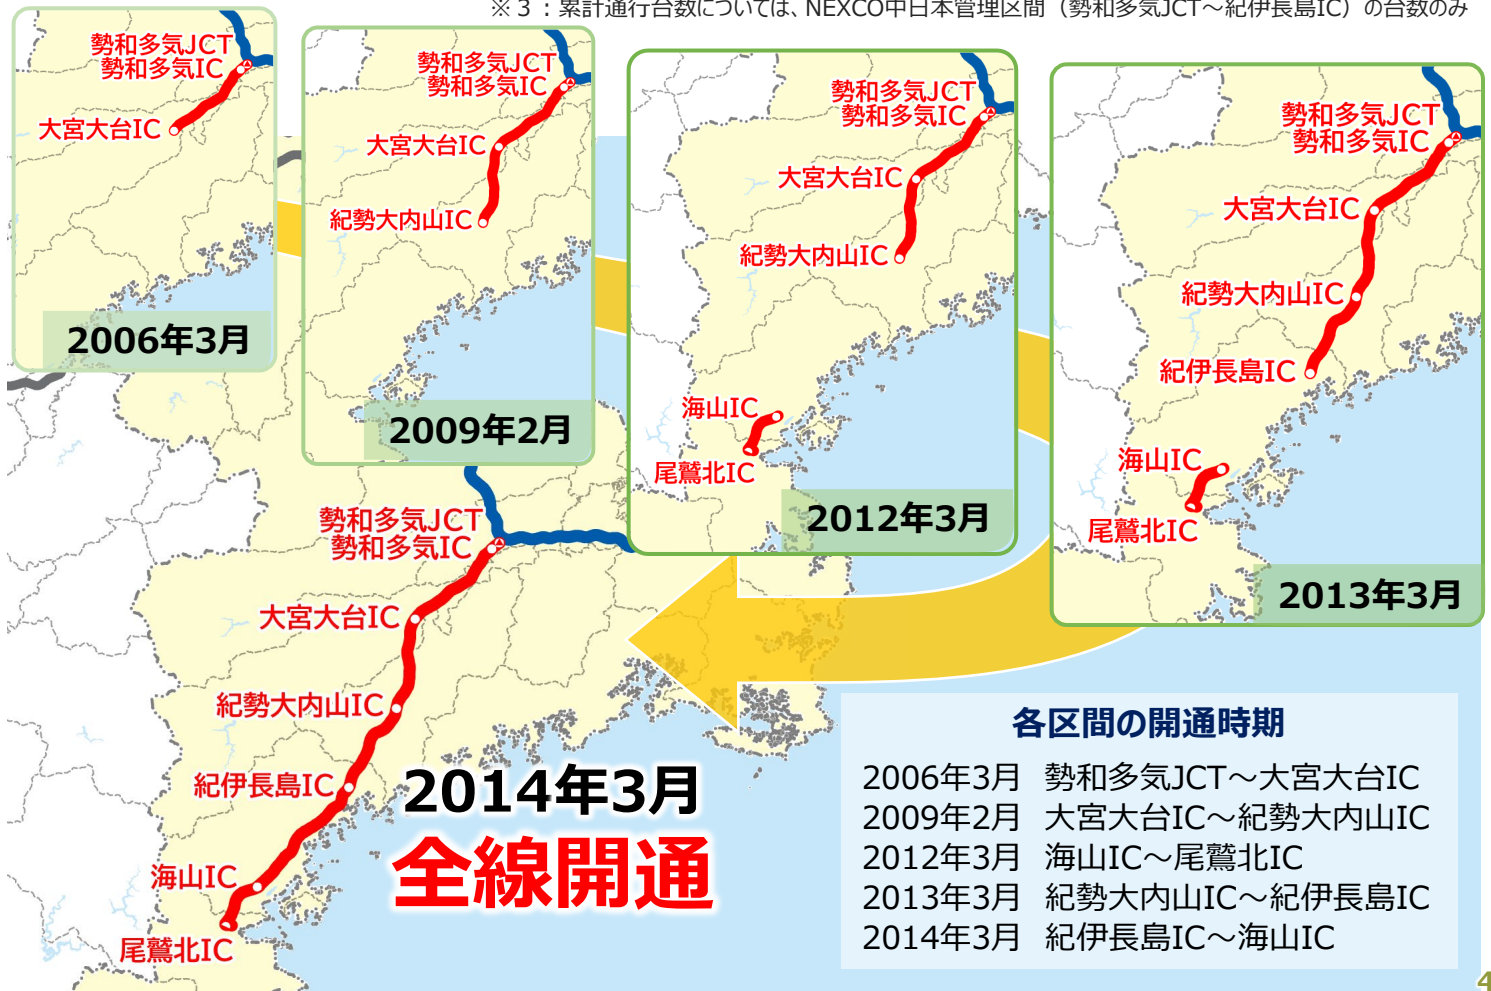 ※３：累計通行台数については、NEXCO中日本管理区間（勢和多気JCT～紀伊長島IC）の台数のみ
勢和多気JCT
勢和多気IC
大宮大台IC
2006年3月
勢和多気JCT
勢和多気IC
大宮大台IC
紀勢大内山IC
2009年2月
勢和多気JCT
勢和多気IC
大宮大台IC
紀勢大内山IC
海山IC
尾鷲北IC
2012年3月
勢和多気JCT
勢和多気IC
大宮大台IC
紀勢大内山IC
紀伊長島IC
海山IC
尾鷲北IC
2013年3月
勢和多気JCT
勢和多気IC
大宮大台IC
紀勢大内山IC
紀伊長島IC
海山IC
尾鷲北IC
2014年3月
全線開通
各区間の開通時期
2006年3月 勢和多気JCT～大宮大台IC
2009年2月 大宮大台IC～紀勢大内山IC
2012年3月 海山IC～尾鷲北IC
2013年3月 紀勢大内山IC～紀伊長島IC
2014年3月 紀伊長島IC～海山IC
4